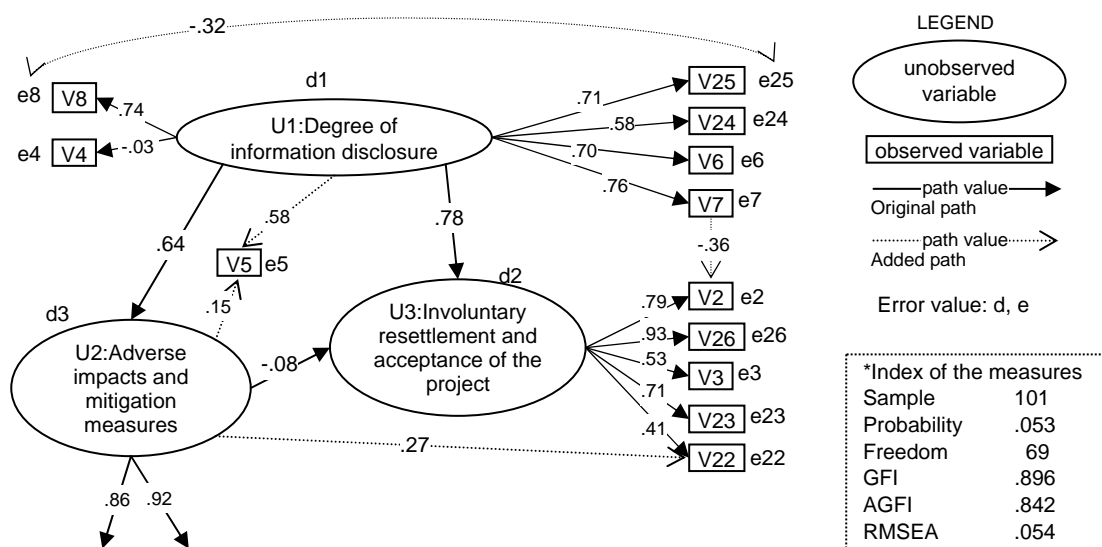 -.32
LEGEND
unobserved
variable
observed variable
path value
Original path
path value
Added path
Error value: d, e
d1
e8 V8
.74
e4 V4
-.03
U1:Degree of
information disclosure
.71
V25 e25
.58
V24 e24
.70
V6 e6
.76
V7 e7
-.36
.58
.78
.64
V5 e5
.15
d2
d3
U3:Involuntary
resettlement and
acceptance of the
project
U2:Adverse
impacts and
mitigation
measures
-.08
.79
V2 e2
.93
V26 e26
.53
V3 e3
.71
V23 e23
.41
V22 e22
.27
.86
.92
*Index of the measures
Sample 101
Probability .053
Freedom 69
GFI .896
AGFI .842
RMSEA .054